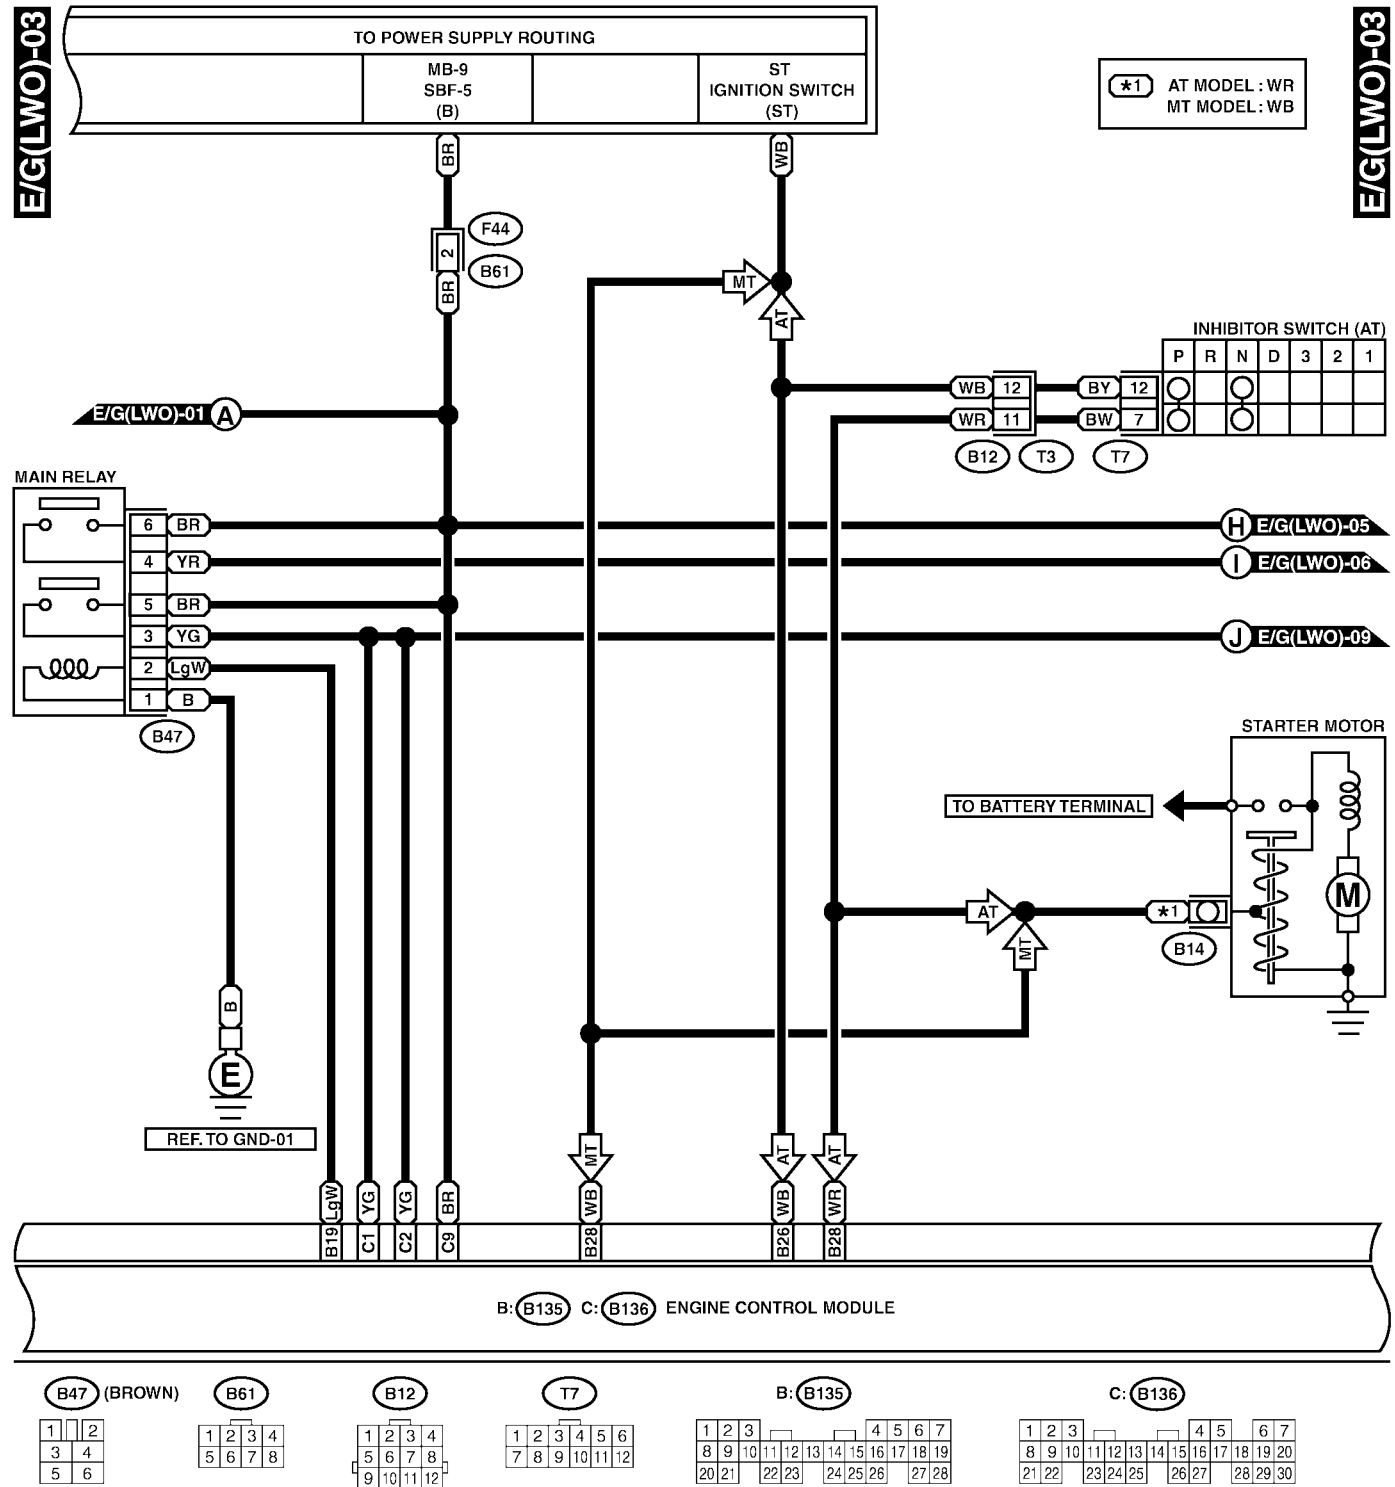 E/G(LWO)-03
E/G(LWO)-03
TO POWER SUPPLY ROUTING
MB-9
SBF-5
(B)
ST
IGNITION SWITCH
(ST)
*1 AT MODEL : WR
MT MODEL : WB
BR
WB
F44
2
B61
BR
MT
AT
INHIBITOR SWITCH (AT)
P R N D 3 2 1
WB 12 BY 12
WR 11 BW 7
B12 T3 T7
E/G(LWO)-01 A
MAIN RELAY
6 BR
H E/G(LWO)-05
4 YR
I E/G(LWO)-06
5 BR
3 YG
J E/G(LWO)-09
2 LgW
1 B
B47
STARTER MOTOR
TO BATTERY TERMINAL
M
AT
*1
B14
MT
B
E
REF. TO GND-01
MT AT AT
LgW YG YG BR WB WB WR
B19 C1 C2 C9 B28 B26 B28
B: B135 C: B136 ENGINE CONTROL MODULE
B47 (BROWN)
1 2
3 4
5 6
B61
1 2 3 4
5 6 7 8
B12
1 2 3 4
5 6 7 8
9 10 11 12
T7
1 2 3 4 5 6
7 8 9 10 11 12
B: B135
1 2 3 4 5 6 7
8 9 10 11 12 13 14 15 16 17 18 19
20 21 22 23 24 25 26 27 28
C: B136
1 2 3 4 5 6 7
8 9 10 11 12 13 14 15 16 17 18 19 20
21 22 23 24 25 26 27 28 29 30